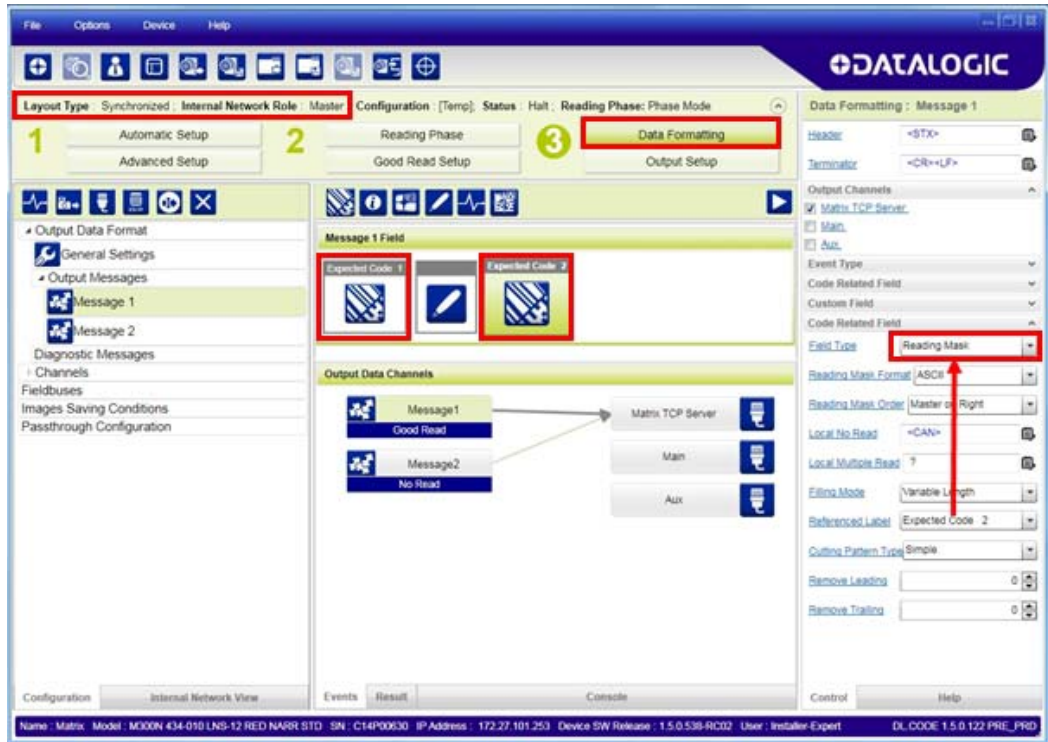 File Options Device Help
DATALOGIC
Layout Type : Synchronized ; Internal Network Role : Master Configuration : [Temp]; Status : Halt ; Reading Phase: Phase Mode
1 Automatic Setup
Advanced Setup
2 Reading Phase
Good Read Setup
3 Data Formatting
Output Setup
Output Data Format
General Settings
Output Messages
Message 1
Message 2
Diagnostic Messages
Channels
Fieldbuses
Images Saving Conditions
Passthrough Configuration
Configuration Internal Network View
Message 1 Field
Expected Code 1 Expected Code 2
Output Data Channels
Message1
Good Read
Message2
No Read
Matrix TCP Server
Main
Aux
Events Result Console
Data Formatting : Message 1
Header <STX>
Terminator <CR><LF>
Output Channels
Matrix TCP Server
Main
Aux
Event Type
Code Related Field
Custom Field
Code Related Field
Field Type Reading Mask
Reading Mask Format ASCII
Reading Mask Order Master on Right
Local No Read <CAN>
Local Multiple Read ?
Filling Mode Variable Length
Referenced Label Expected Code 2
Cutting Pattern Type Simple
Remove Leading 0
Remove Trailing 0
Control Help
Name : Matrix Model : M300N 434-010 LNS-12 RED NARR STD SN : C14P00630 IP Address : 172.27.101.253 Device SW Release : 1.5.0.538-RC02 User : Installer-Expert DL.CODE 1.5.0.122 PRE_PRD